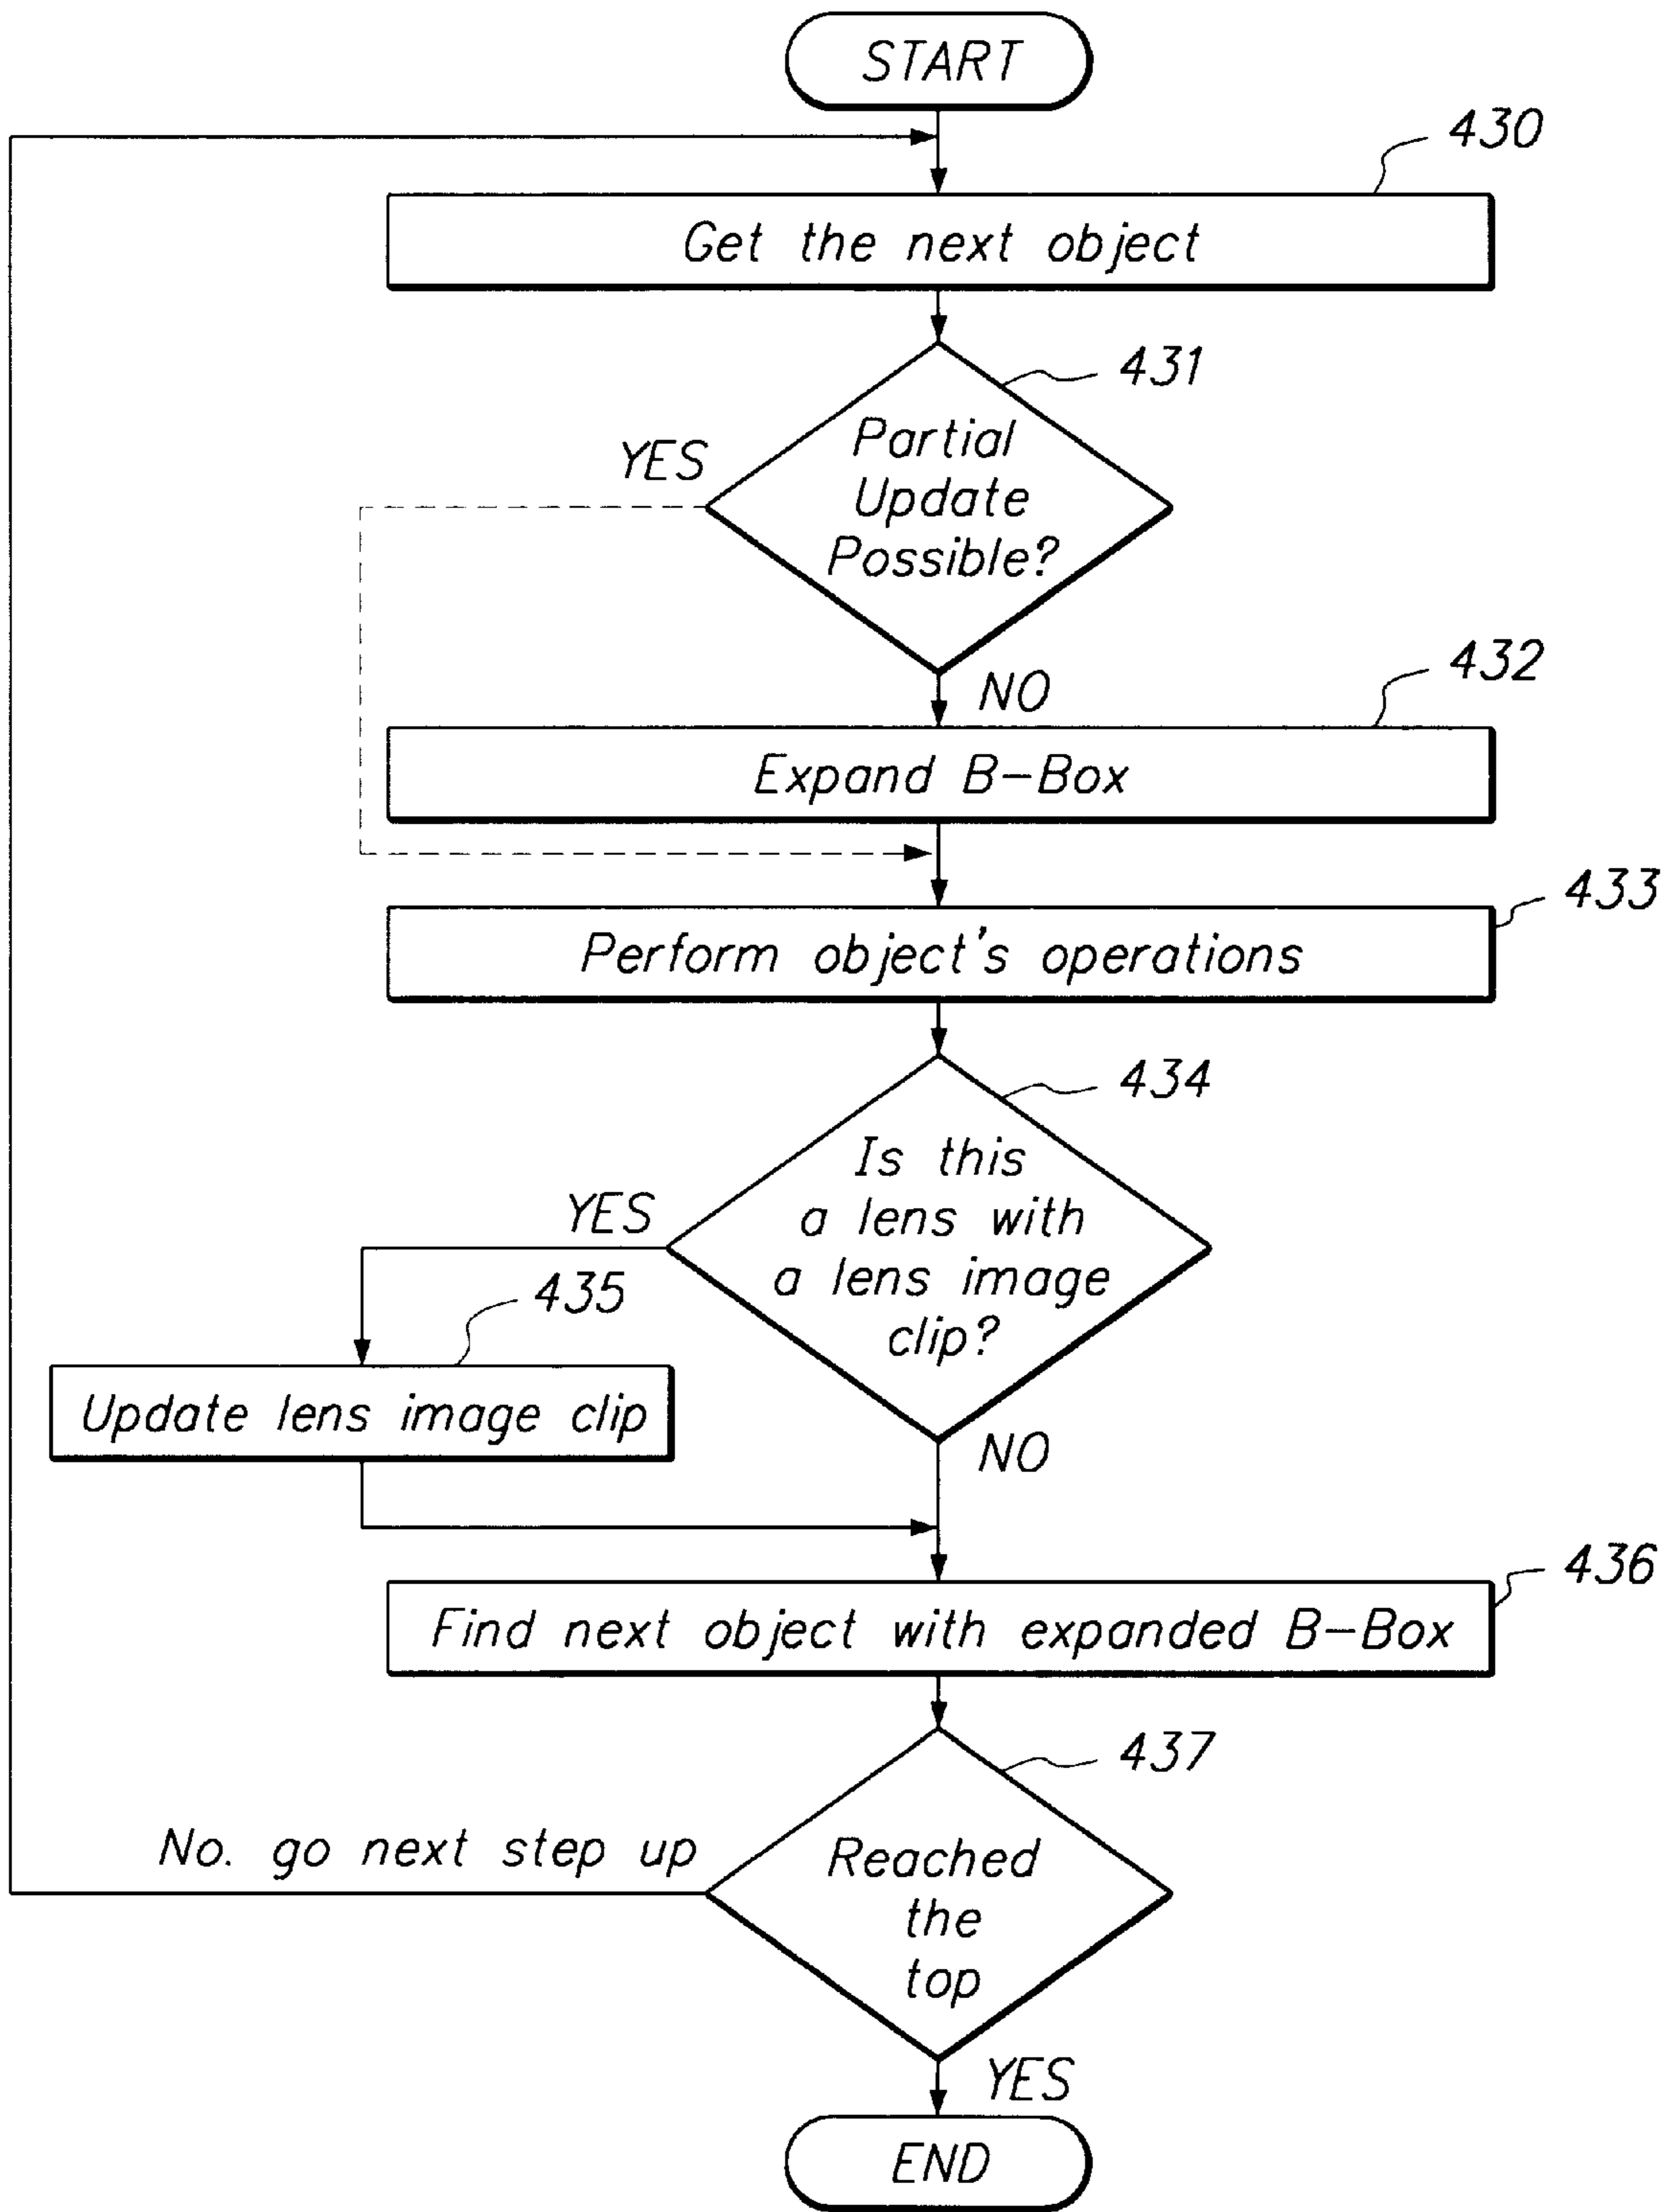 START
430
Get the next object
431
YES
Partial
Update
Possible?
NO
432
Expand B-Box
433
Perform object's operations
434
YES
Is this
a lens with
a lens image
clip?
435
Update lens image clip
NO
436
Find next object with expanded B-Box
437
No. go next step up
Reached
the
top
YES
END